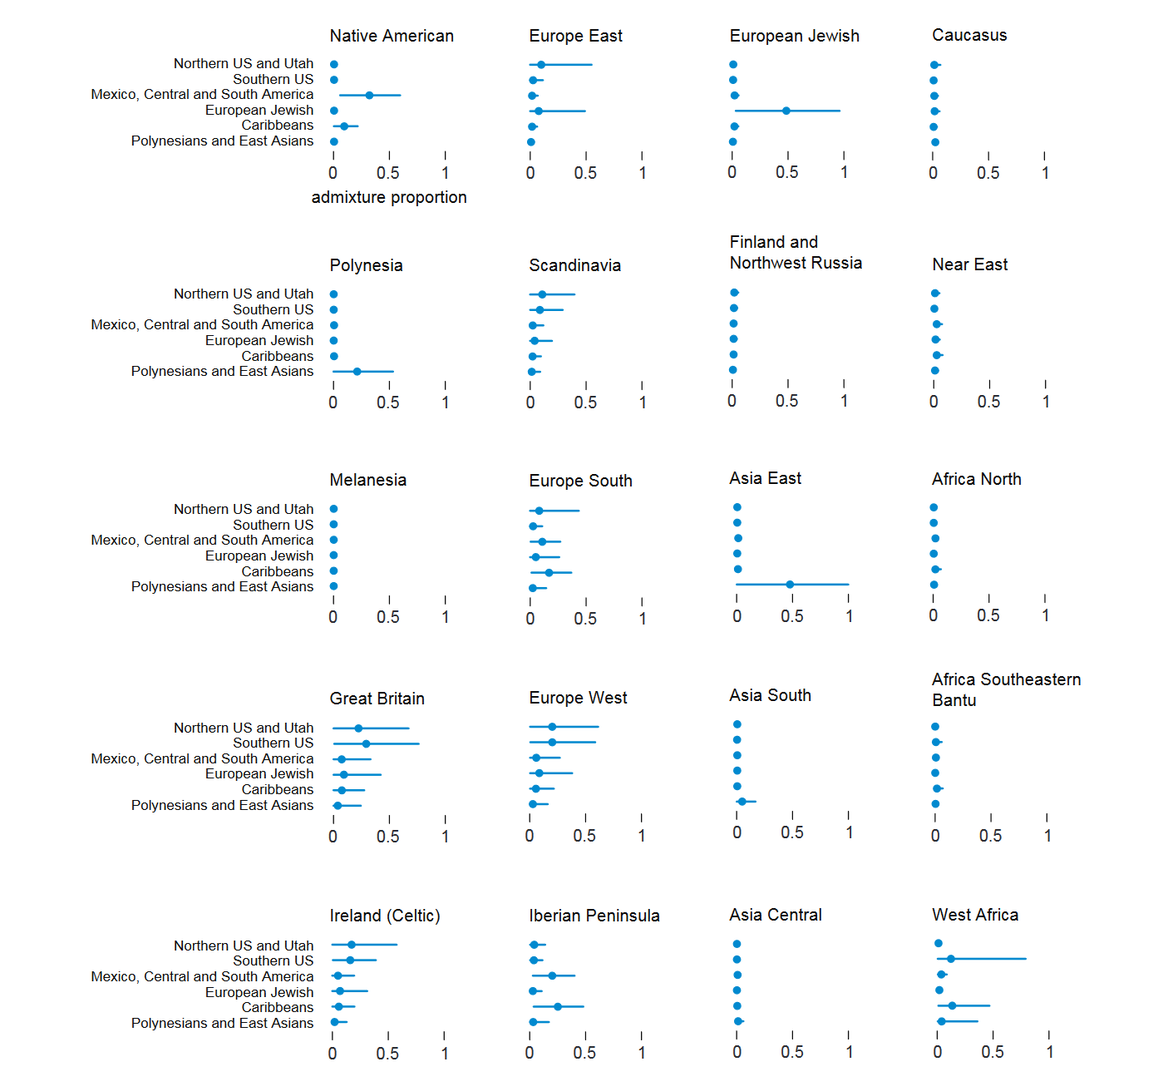 Native American
Europe East
European Jewish
Caucasus
Northern US and Utah
Southern US
Mexico, Central and South America
European Jewish
Caribbeans
Polynesians and East Asians
0 0.5 1
0 0.5 1
0 0.5 1
0 0.5 1
admixture proportion
Polynesia
Scandinavia
Finland and
Northwest Russia
Near East
Northern US and Utah
Southern US
Mexico, Central and South America
European Jewish
Caribbeans
Polynesians and East Asians
0 0.5 1
0 0.5 1
0 0.5 1
0 0.5 1
Melanesia
Europe South
Asia East
Africa North
Northern US and Utah
Southern US
Mexico, Central and South America
European Jewish
Caribbeans
Polynesians and East Asians
0 0.5 1
0 0.5 1
0 0.5 1
0 0.5 1
Great Britain
Europe West
Asia South
Africa Southeastern
Bantu
Northern US and Utah
Southern US
Mexico, Central and South America
European Jewish
Caribbeans
Polynesians and East Asians
0 0.5 1
0 0.5 1
0 0.5 1
0 0.5 1
Ireland (Celtic)
Iberian Peninsula
Asia Central
West Africa
Northern US and Utah
Southern US
Mexico, Central and South America
European Jewish
Caribbeans
Polynesians and East Asians
0 0.5 1
0 0.5 1
0 0.5 1
0 0.5 1